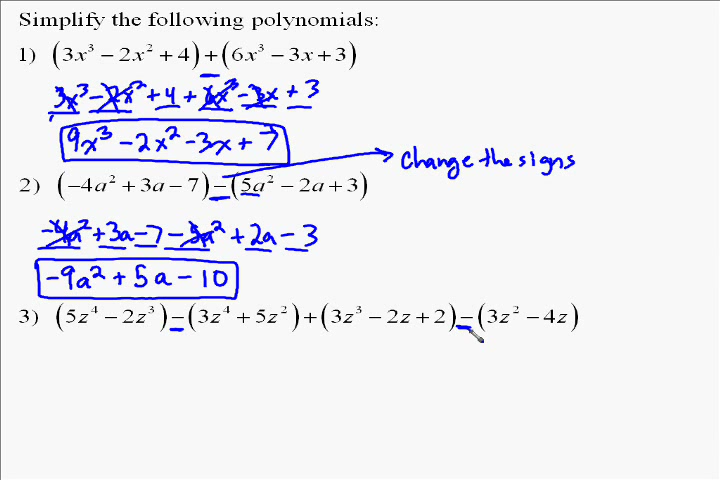 Simplify the following polynomials:
1) (3x³ − 2x² + 4) + (6x³ − 3x + 3)
3x³ − 2x² + 4 + 6x³ − 3x + 3
9x³ − 2x² − 3x + 7
Change the signs
2) (−4a² + 3a − 7) − (5a² − 2a + 3)
−4a² + 3a − 7 − 5a² + 2a − 3
−9a² + 5a − 10
3) (5z⁴ − 2z³) − (3z⁴ + 5z²) + (3z³ − 2z + 2) − (3z² − 4z)